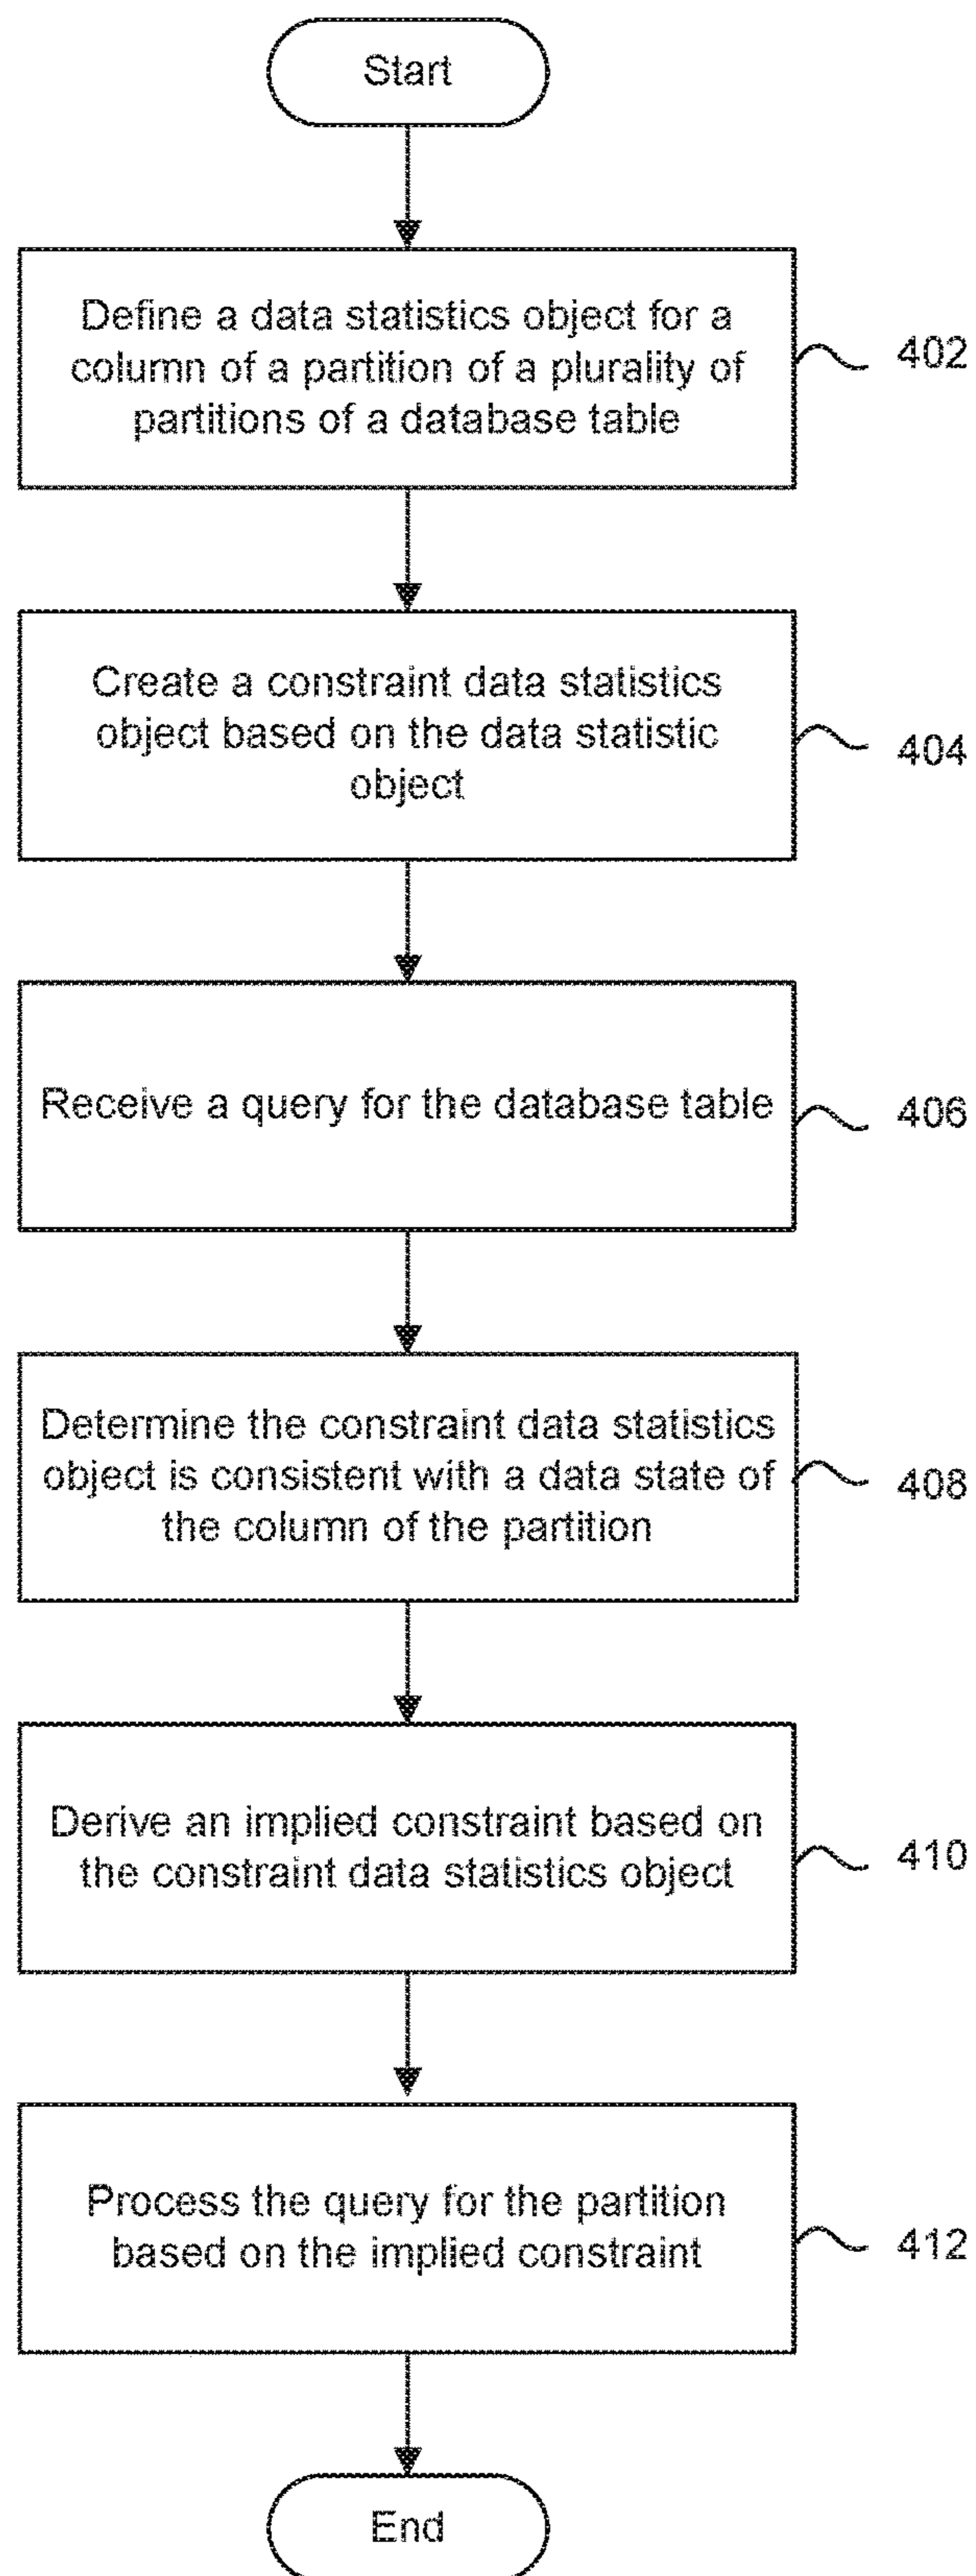 Start
Define a data statistics object for a
column of a partition of a plurality of
partitions of a database table
402
Create a constraint data statistics
object based on the data statistic
object
404
Receive a query for the database table
406
Determine the constraint data statistics
object is consistent with a data state of
the column of the partition
408
Derive an implied constraint based on
the constraint data statistics object
410
Process the query for the partition
based on the implied constraint
412
End